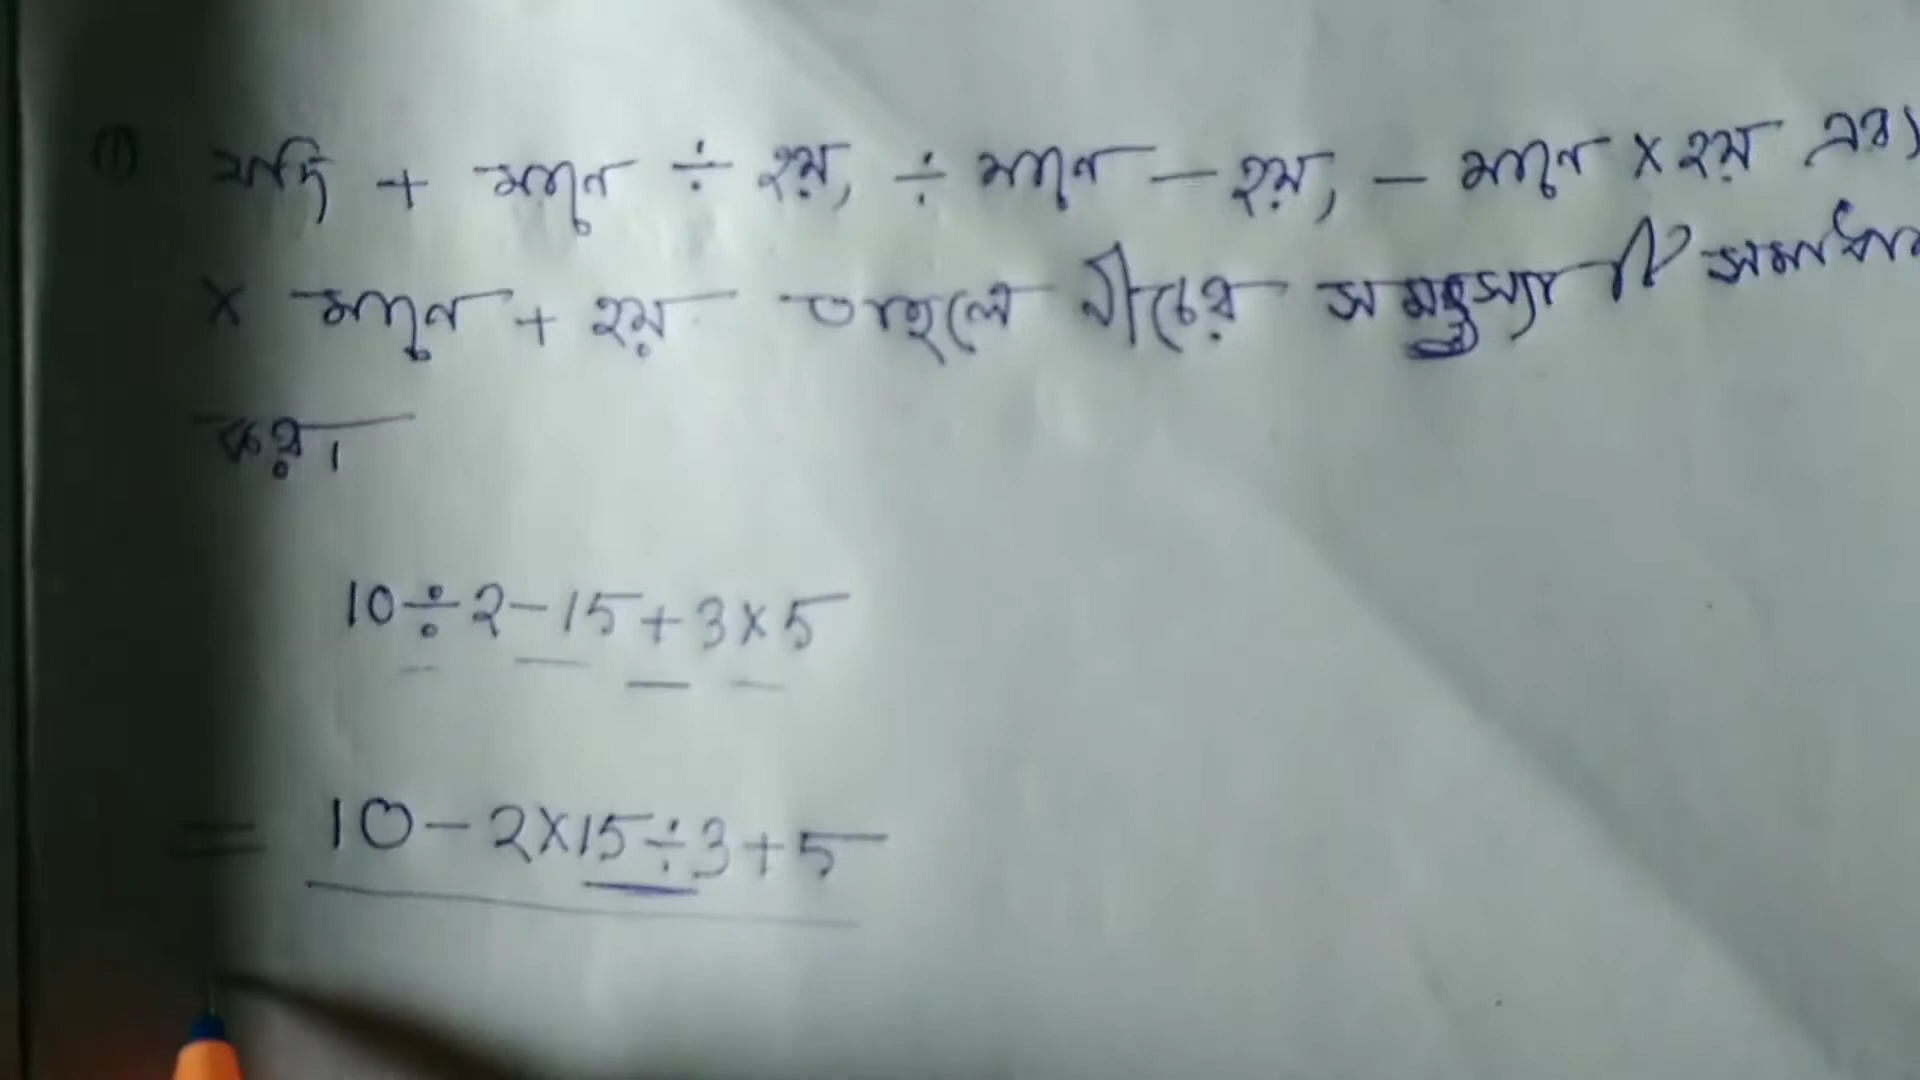 ① যদি + মানে ÷ হয়, ÷ মানে − হয়, − মানে × হয় এবং
× মানে + হয় তাহলে নীচের সমস্যাটি সমাধান
কর।
10÷2−15+3×5
= 10−2×15÷3+5